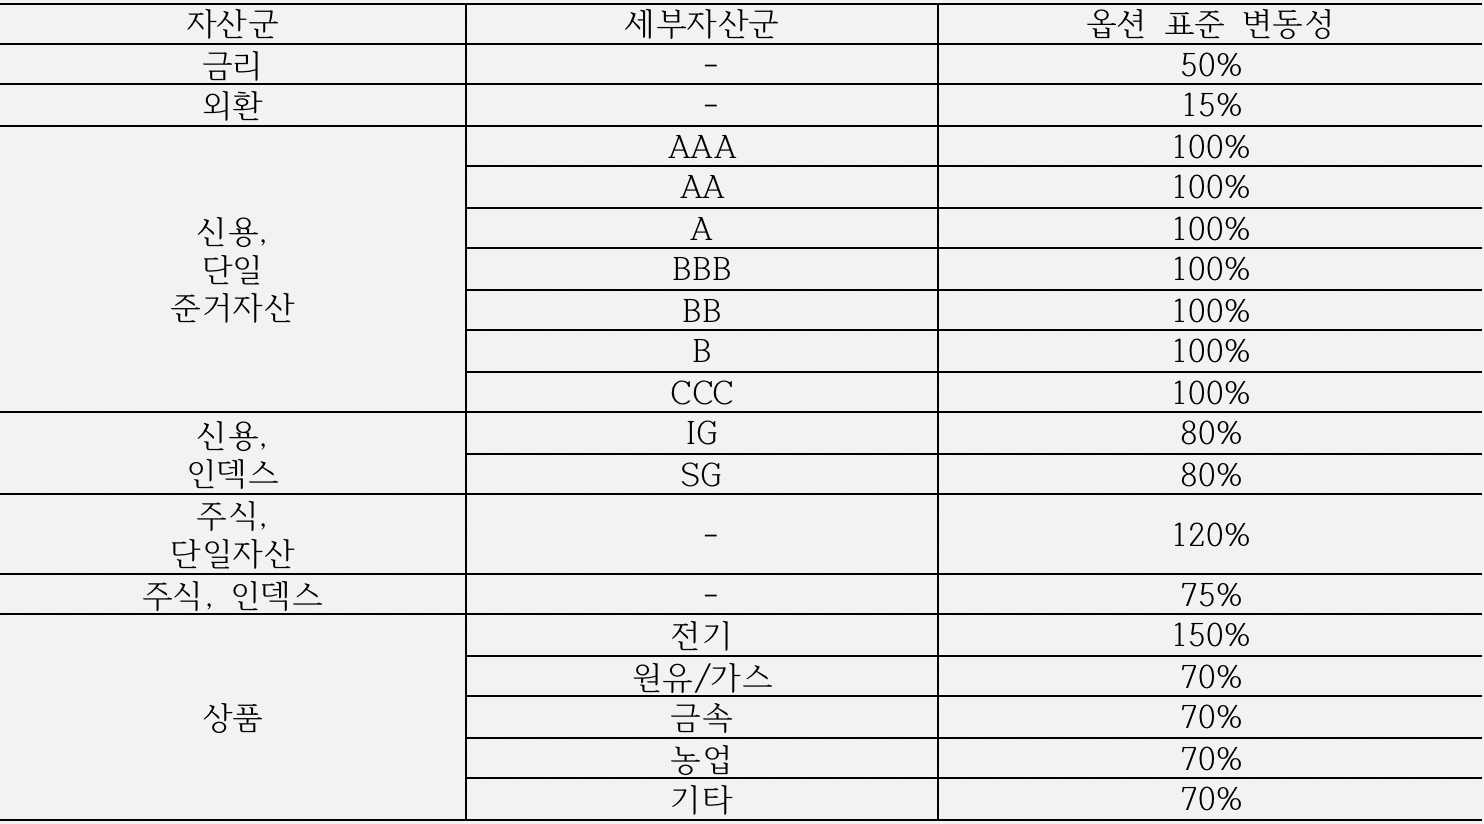 자산군 세부자산군 옵션 표준 변동성
금리 - 50%
외환 - 15%
신용,
단일
준거자산
AAA 100%
AA 100%
A 100%
BBB 100%
BB 100%
B 100%
CCC 100%
신용,
인덱스
IG 80%
SG 80%
주식,
단일자산
- 120%
주식, 인덱스 - 75%
상품
전기 150%
원유/가스 70%
금속 70%
농업 70%
기타 70%